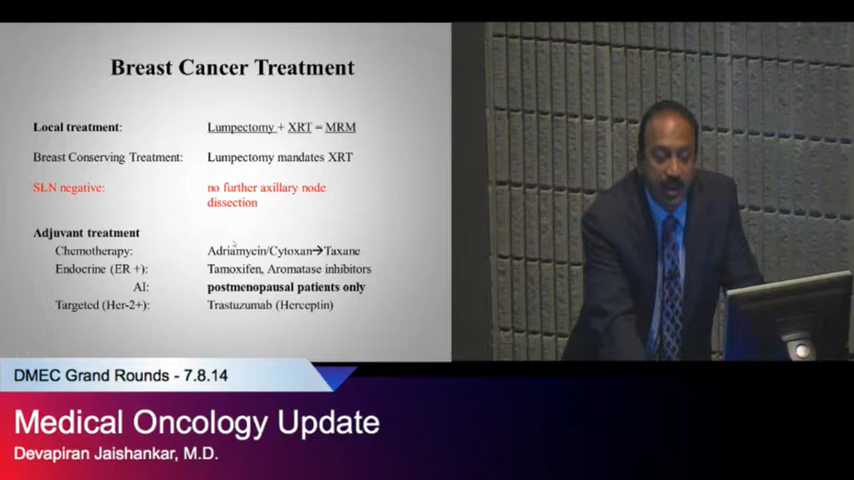 Breast Cancer Treatment
Local treatment: Lumpectomy + XRT = MRM
Breast Conserving Treatment: Lumpectomy mandates XRT
SLN negative: no further axillary node
dissection
Adjuvant treatment
Chemotherapy: Adriamycin/Cytoxan→Taxane
Endocrine (ER +): Tamoxifen, Aromatase inhibitors
AI: postmenopausal patients only
Targeted (Her-2+): Trastuzumab (Herceptin)
DMEC Grand Rounds - 7.8.14
Medical Oncology Update
Devapiran Jaishankar, M.D.